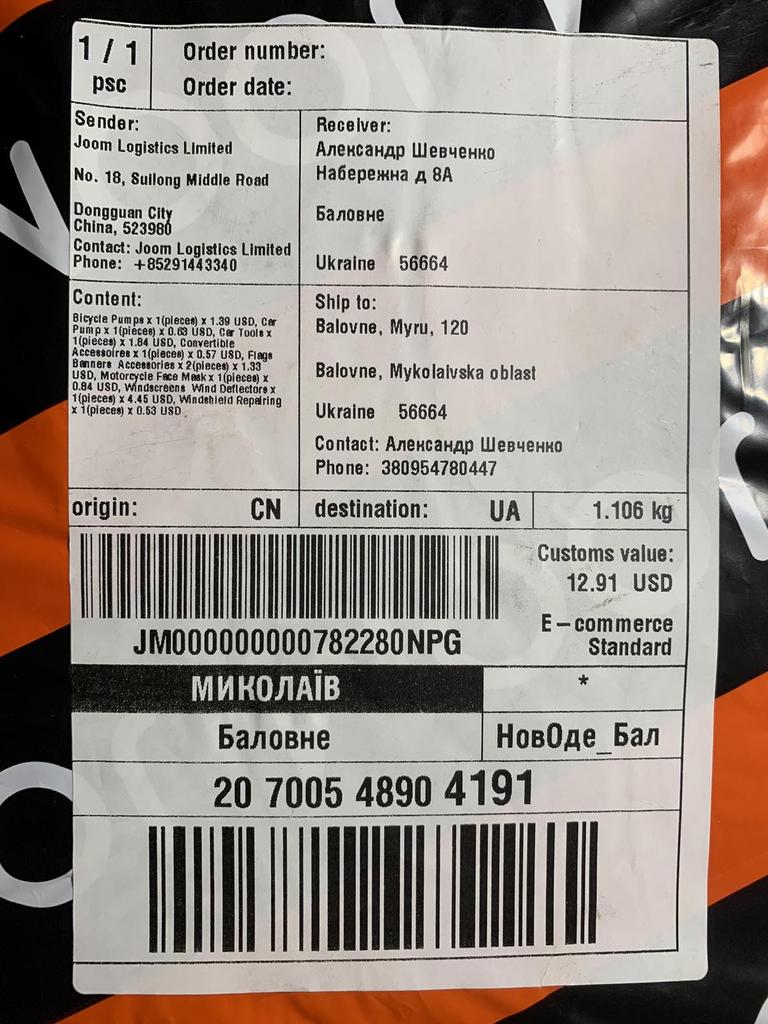 1 / 1
psc
Order number:
Order date:
Sender:
Joom Logistics Limited
No. 18, Suilong Middle Road
Dongguan City
China, 523980
Contact: Joom Logistics Limited
Phone: +85291443340
Receiver:
Александр Шевченко
Набережна д 8А
Баловне
Ukraine 56664
Content:
Bicycle Pumps x 1(pieces) x 1.39 USD, Car
Pump x 1(pieces) x 0.63 USD, Car Tools x
1(pieces) x 1.84 USD, Convertible
Accessoires x 1(pieces) x 0.57 USD, Flags
Banners Accessories x 2(pieces) x 1.33
USD, Motorcycle Face Mask x 1(pieces) x
0.84 USD, Windscreens Wind Deflectors x
1(pieces) x 4.45 USD, Windshield Repairing
x 1(pieces) x 0.53 USD
Ship to:
Balovne, Myru, 120
Balovne, Mykolaivska oblast
Ukraine 56664
Contact: Александр Шевченко
Phone: 380954780447
origin: CN
destination: UA
1.106 kg
Customs value:
12.91 USD
E-commerce
Standard
JM000000000782280NPG
МИКОЛАЇВ
*
Баловне
НовОде_Бал
20 7005 4890 4191